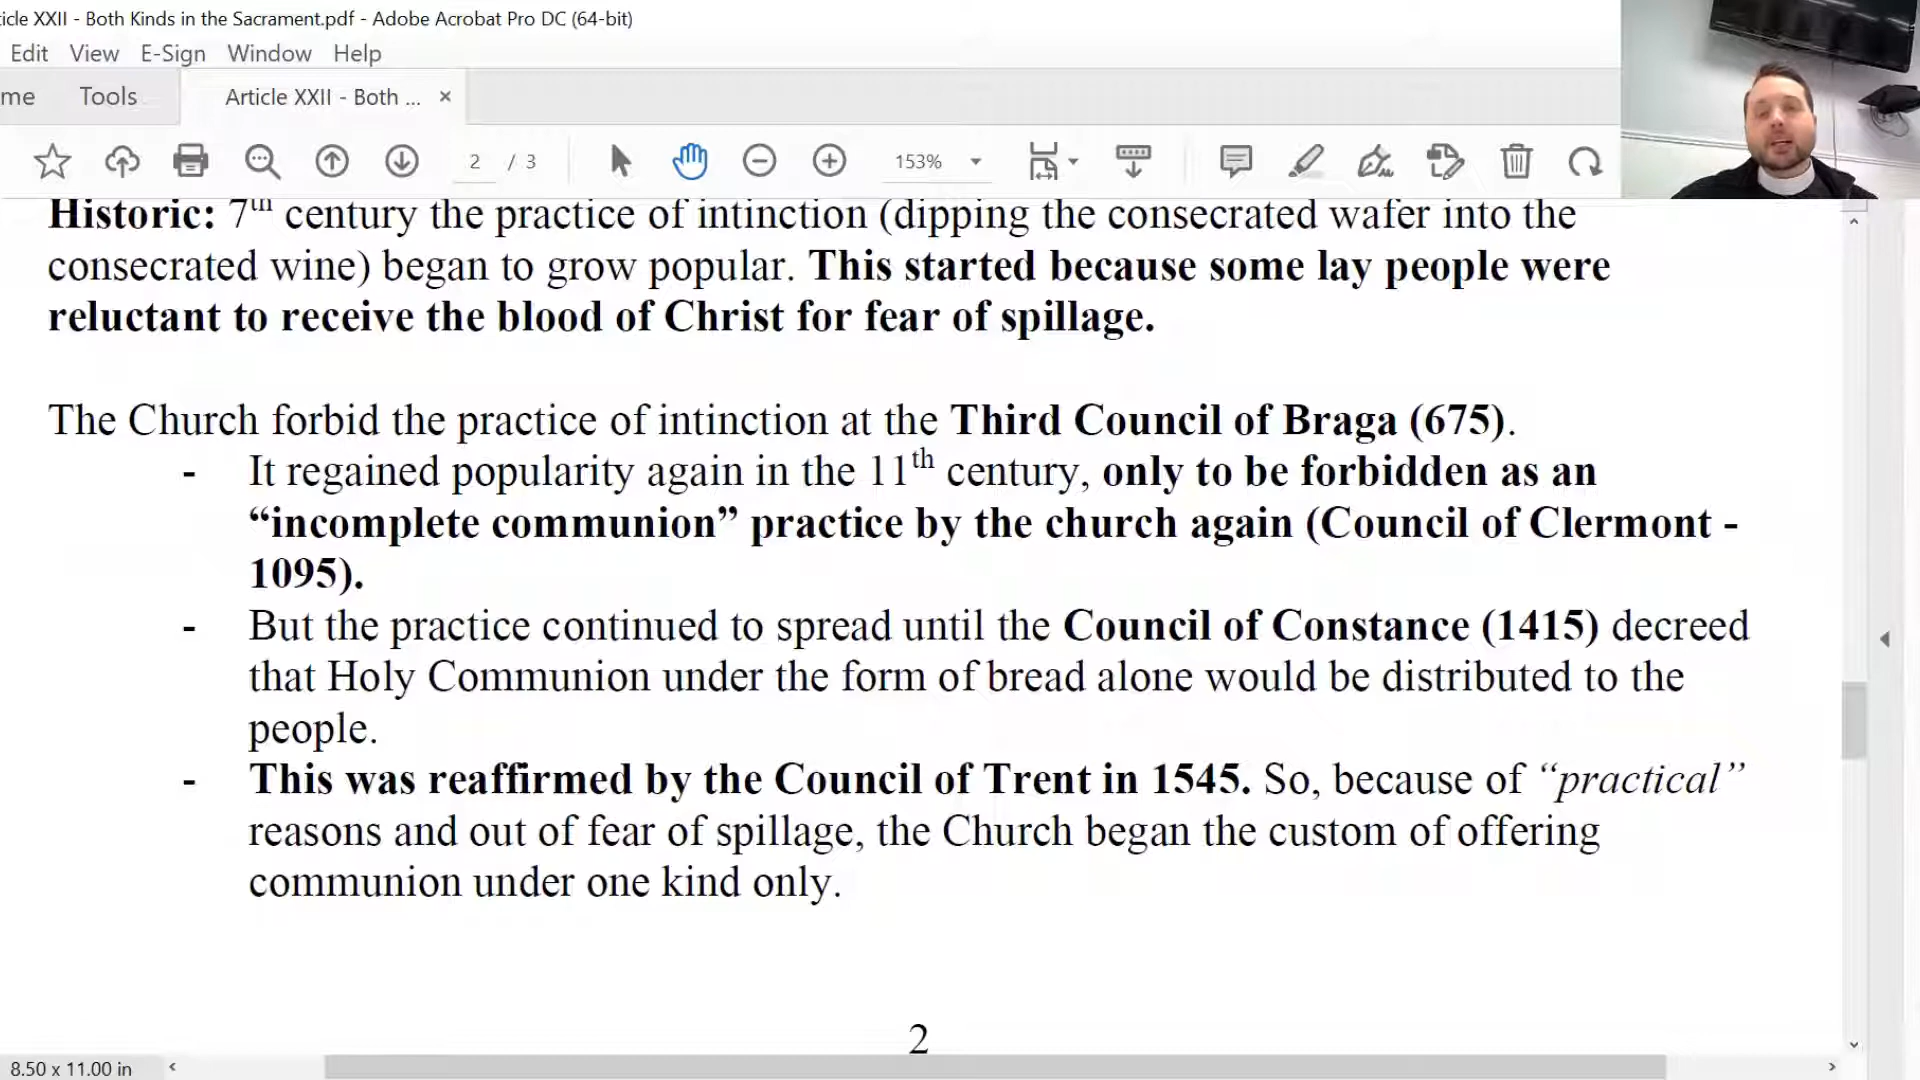 icle XXII - Both Kinds in the Sacrament.pdf - Adobe Acrobat Pro DC (64-bit)
Edit View E-Sign Window Help
me Tools Article XXII - Both ... ×
2 / 3 153%
Historic: 7th century the practice of intinction (dipping the consecrated wafer into the
consecrated wine) began to grow popular. This started because some lay people were
reluctant to receive the blood of Christ for fear of spillage.
The Church forbid the practice of intinction at the Third Council of Braga (675).
- It regained popularity again in the 11th century, only to be forbidden as an
“incomplete communion” practice by the church again (Council of Clermont -
1095).
- But the practice continued to spread until the Council of Constance (1415) decreed
that Holy Communion under the form of bread alone would be distributed to the
people.
- This was reaffirmed by the Council of Trent in 1545. So, because of “practical”
reasons and out of fear of spillage, the Church began the custom of offering
communion under one kind only.
2
8.50 x 11.00 in